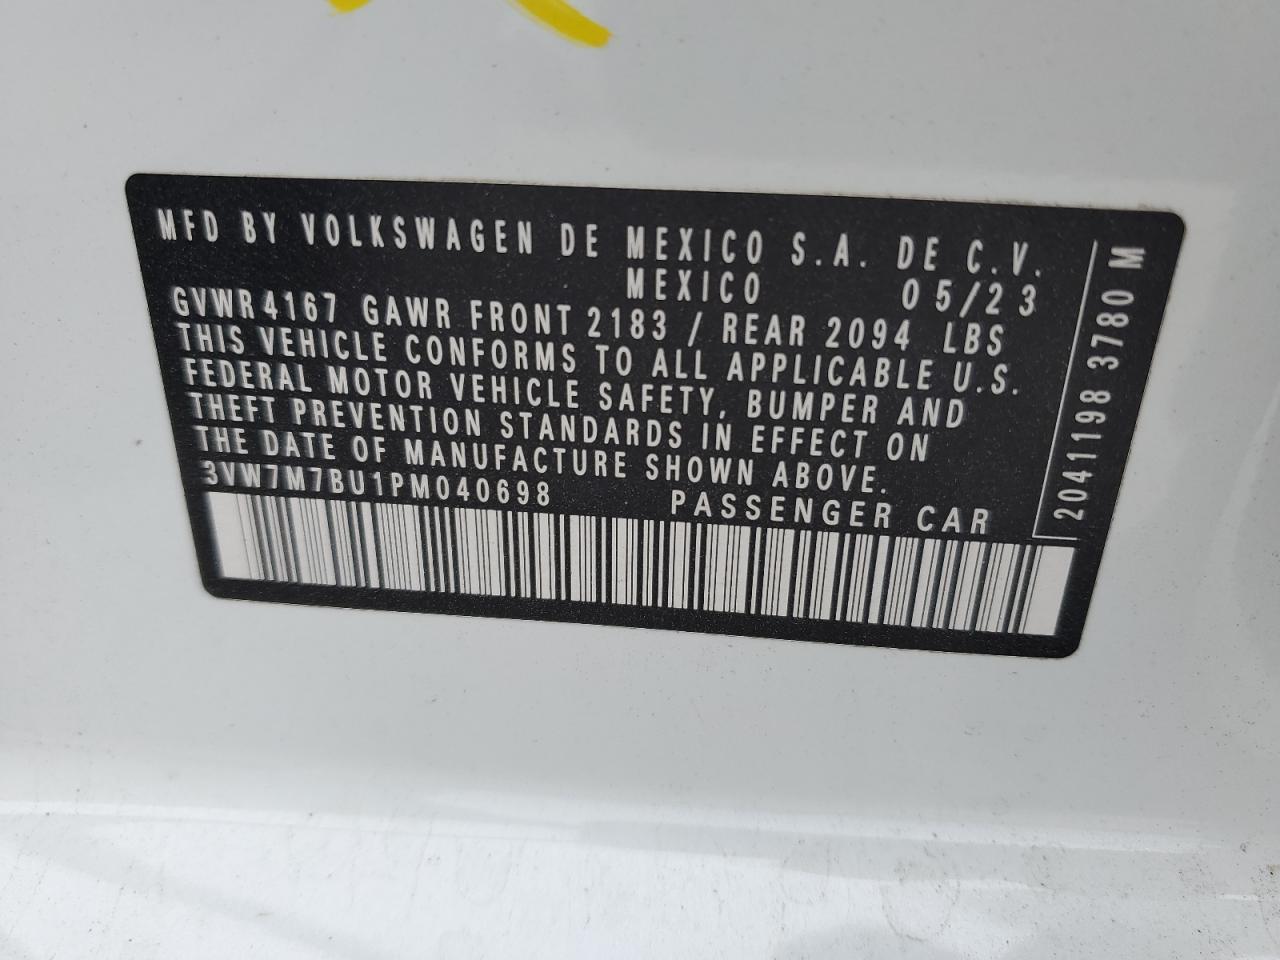 MFD BY VOLKSWAGEN DE MEXICO S.A. DE C.V.
MEXICO 05/23
GVWR 4167 GAWR FRONT 2183 / REAR 2094 LBS
THIS VEHICLE CONFORMS TO ALL APPLICABLE U.S.
FEDERAL MOTOR VEHICLE SAFETY, BUMPER AND
THEFT PREVENTION STANDARDS IN EFFECT ON
THE DATE OF MANUFACTURE SHOWN ABOVE.
3VW7M7BU1PM040698 PASSENGER CAR
2041198 3780 M